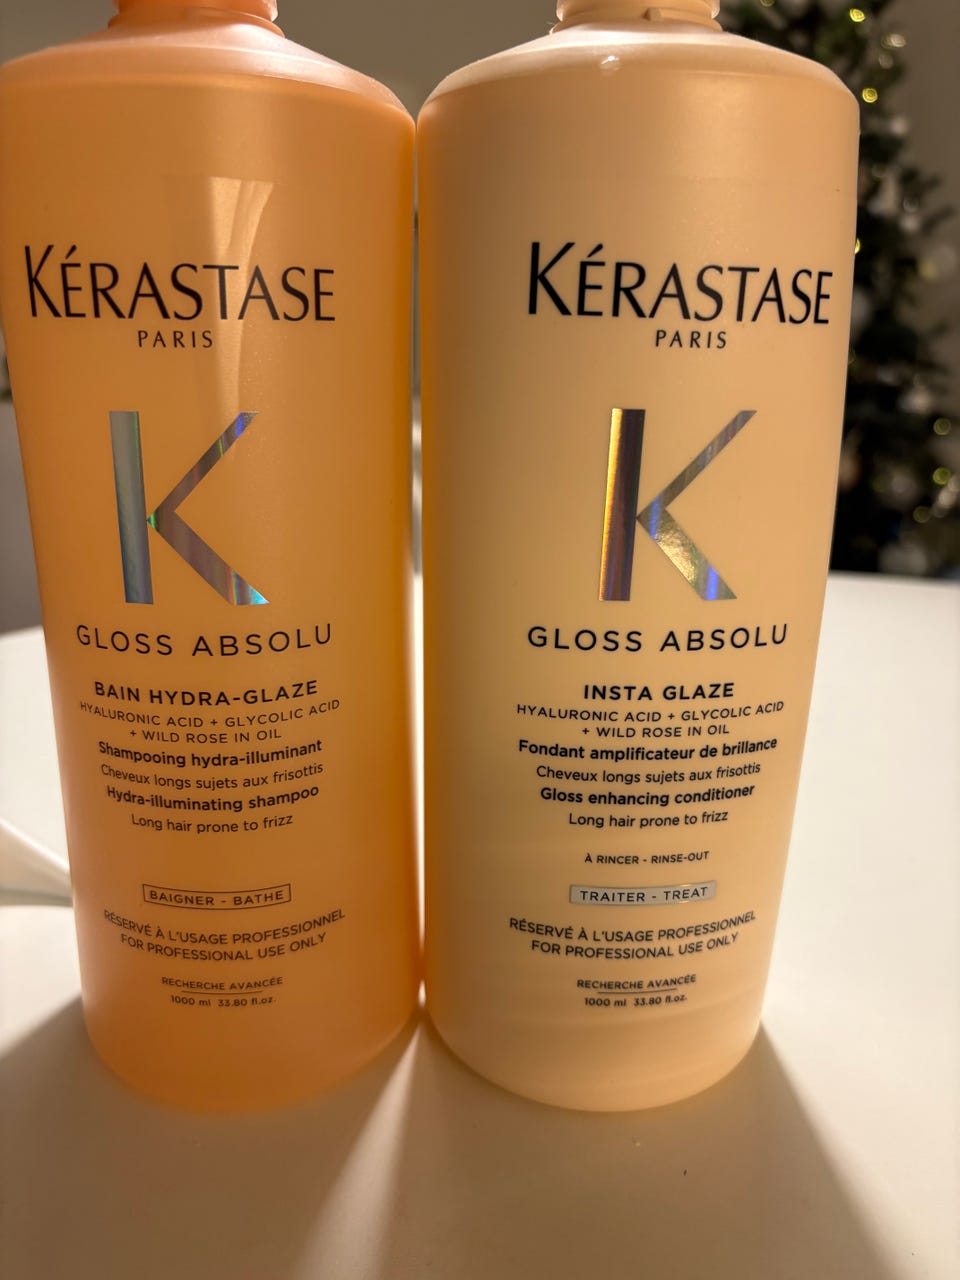 KÉRASTASE
PARIS
K
GLOSS ABSOLU
BAIN HYDRA-GLAZE
HYALURONIC ACID + GLYCOLIC ACID
+ WILD ROSE IN OIL
Shampooing hydra-illuminant
Cheveux longs sujets aux frisottis
Hydra-illuminating shampoo
Long hair prone to frizz
BAIGNER - BATHE
RÉSERVÉ À L'USAGE PROFESSIONNEL
FOR PROFESSIONAL USE ONLY
RECHERCHE AVANCÉE
1000 ml 33.80 fl.oz.
KÉRASTASE
PARIS
K
GLOSS ABSOLU
INSTA GLAZE
HYALURONIC ACID + GLYCOLIC ACID
+ WILD ROSE IN OIL
Fondant amplificateur de brillance
Cheveux longs sujets aux frisottis
Gloss enhancing conditioner
Long hair prone to frizz
À RINCER - RINSE-OUT
TRAITER - TREAT
RÉSERVÉ À L'USAGE PROFESSIONNEL
FOR PROFESSIONAL USE ONLY
RECHERCHE AVANCÉE
1000 ml 33.80 fl.oz.